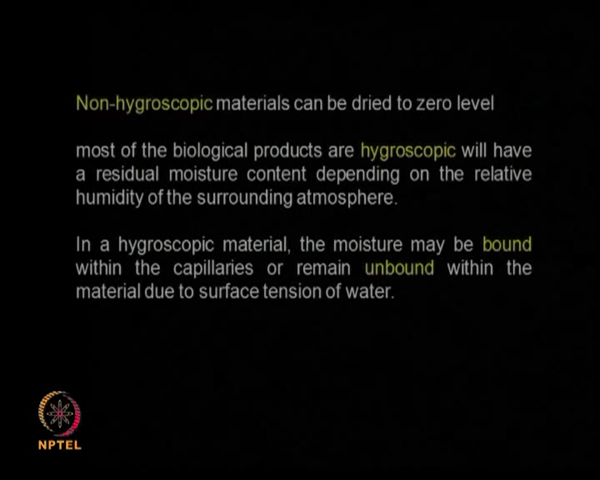 Non-hygroscopic materials can be dried to zero level
most of the biological products are hygroscopic will have
a residual moisture content depending on the relative
humidity of the surrounding atmosphere.
In a hygroscopic material, the moisture may be bound
within the capillaries or remain unbound within the
material due to surface tension of water.
NPTEL